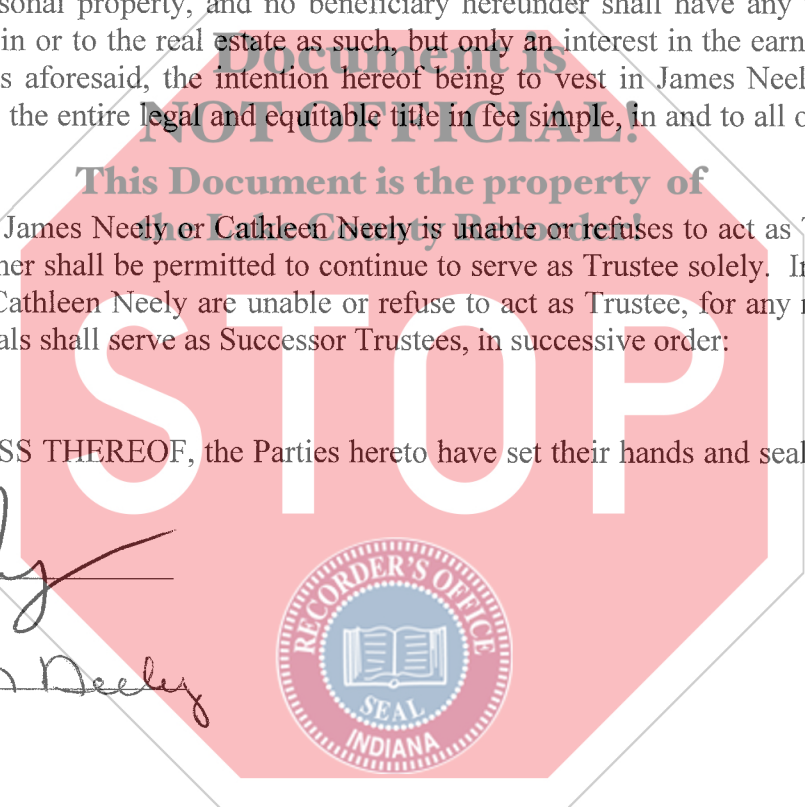 sonal property, and no beneficiary hereunder shall have any
in or to the real estate as such, but only an interest in the earn
Document is
s aforesaid, the intention hereof being to vest in James Neel
the entire legal and equitable title in fee simple, in and to all o
NOT OFFICIAL!
This Document is the property of
the Lake County Recorder!
James Neely or Cathleen Neely is unable or refuses to act as
ner shall be permitted to continue to serve as Trustee solely. In
Cathleen Neely are unable or refuse to act as Trustee, for any
als shall serve as Successor Trustees, in successive order:
STOP
SS THEREOF, the Parties hereto have set their hands and seal
Neely
RECORDER'S OFFICE
SEAL
INDIANA